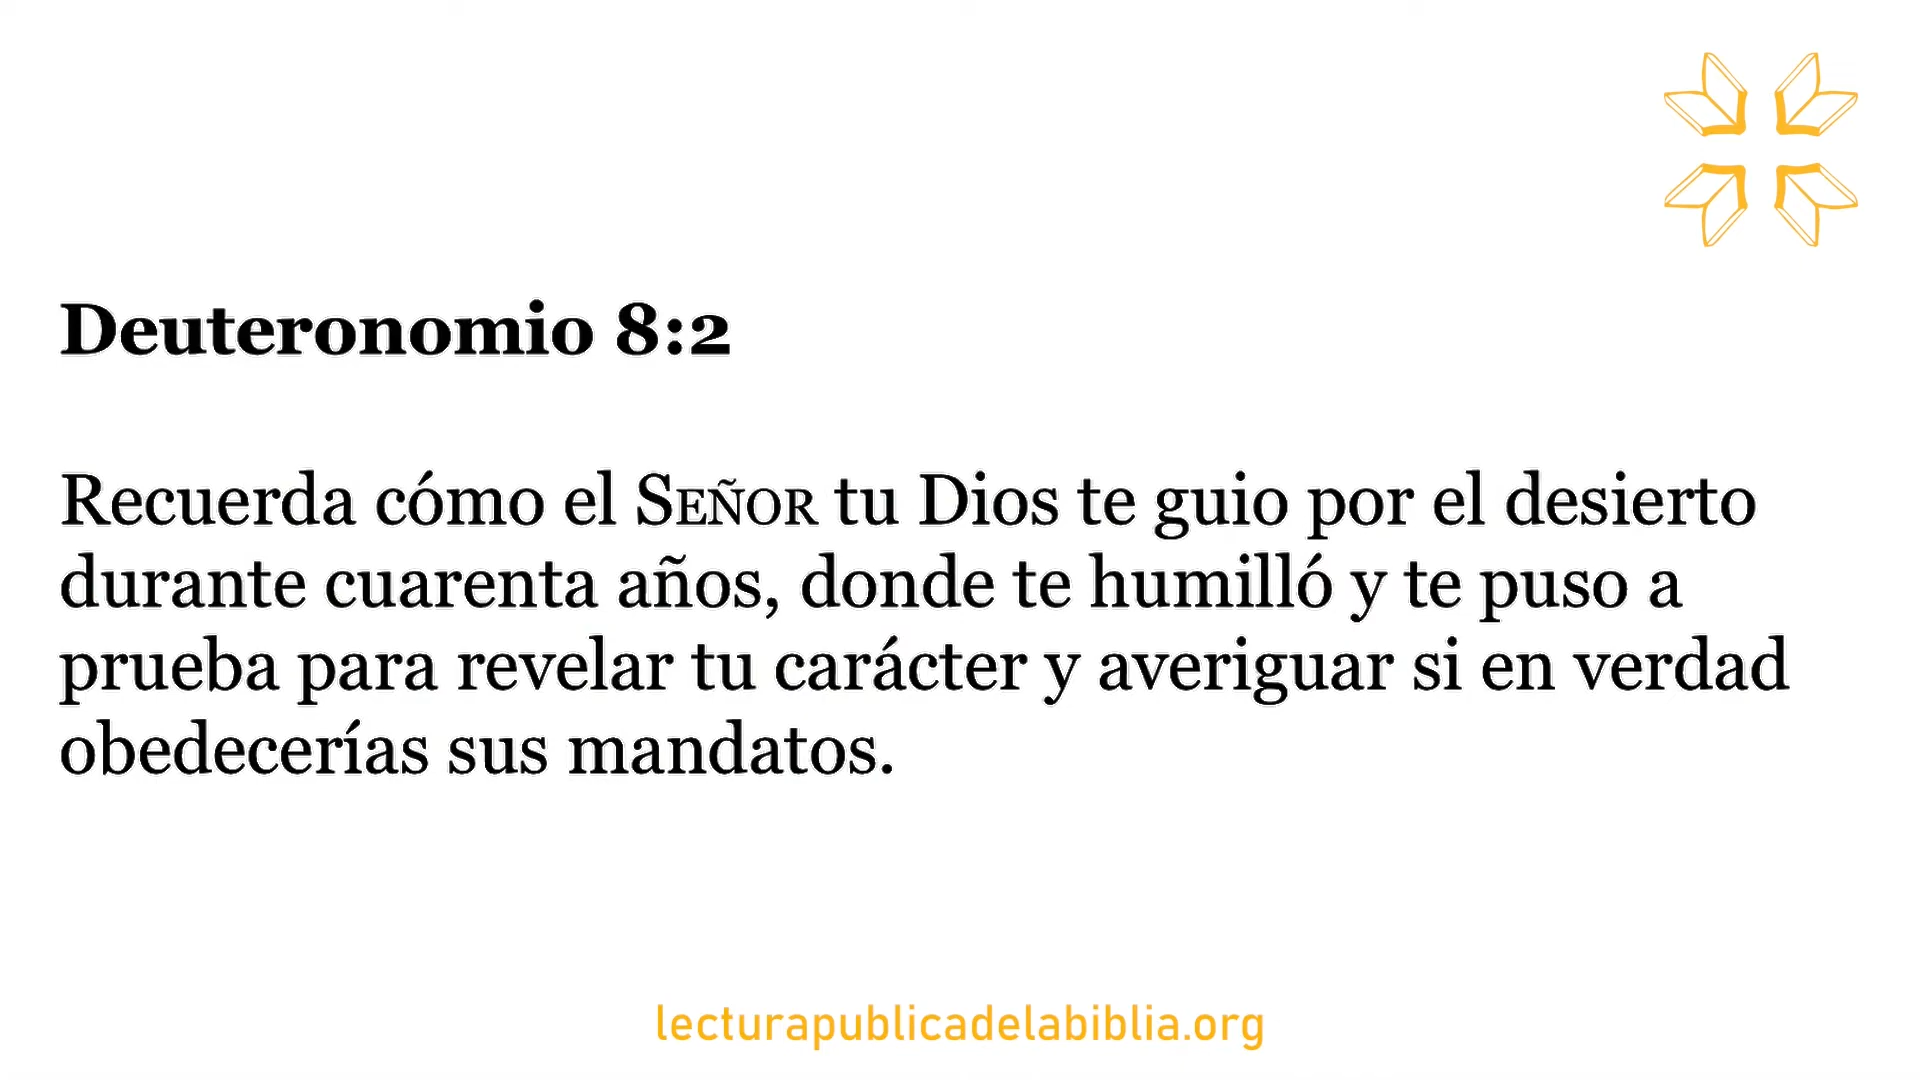 Deuteronomio 8:2
Recuerda cómo el SEÑOR tu Dios te guio por el desierto
durante cuarenta años, donde te humilló y te puso a
prueba para revelar tu carácter y averiguar si en verdad
obedecerías sus mandatos.
lecturapublicadelabiblia.org